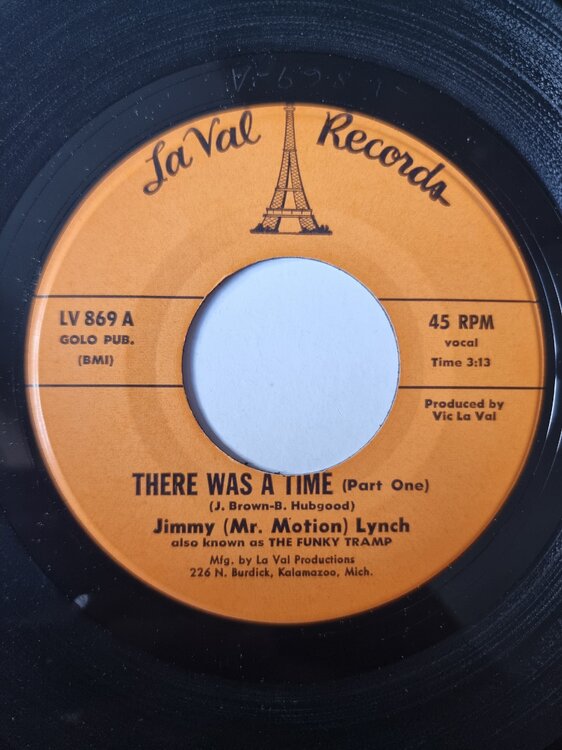 La Val Records
LV 869 A
GOLO PUB.
(BMI)
45 RPM
vocal
Time 3:13
Produced by
Vic La Val
THERE WAS A TIME (Part One)
(J. Brown-B. Hubgood)
Jimmy (Mr. Motion) Lynch
also known as THE FUNKY TRAMP
Mfg. by La Val Productions
226 N. Burdick, Kalamazoo, Mich.